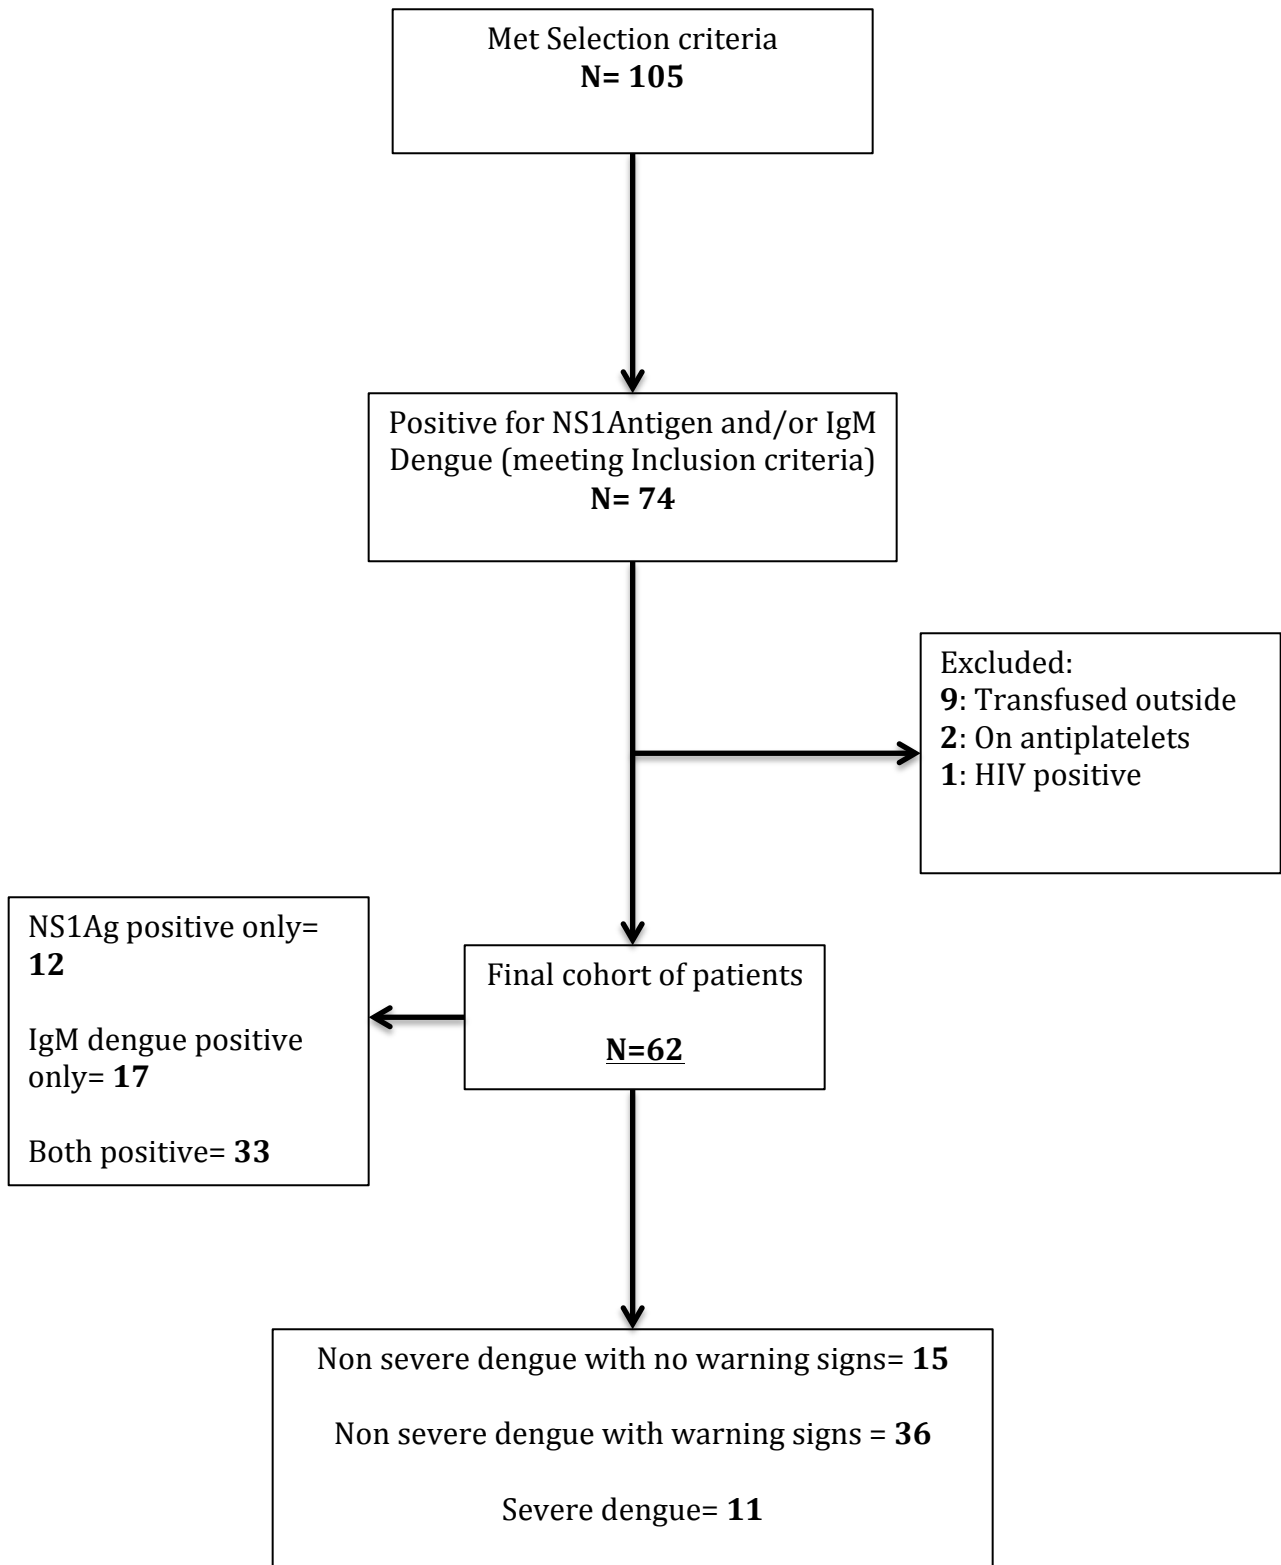 Met Selection criteria
N= 105
Positive for NS1Antigen and/or IgM
Dengue (meeting Inclusion criteria)
N= 74
Excluded:
9: Transfused outside
2: On antiplatelets
1: HIV positive
NS1Ag positive only=
12
IgM dengue positive
only= 17
Both positive= 33
Final cohort of patients
N=62
Non severe dengue with no warning signs= 15
Non severe dengue with warning signs = 36
Severe dengue= 11